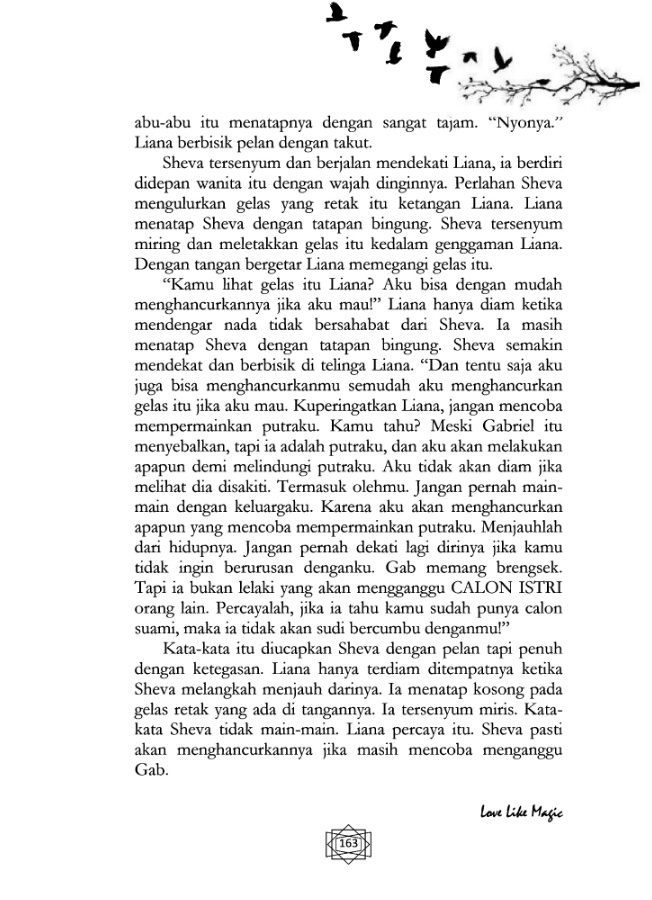 abu-abu itu menatapnya dengan sangat tajam. “Nyonya.”
Liana berbisik pelan dengan takut.
Sheva tersenyum dan berjalan mendekati Liana, ia berdiri
didepan wanita itu dengan wajah dinginnya. Perlahan Sheva
mengulurkan gelas yang retak itu ketangan Liana. Liana
menatap Sheva dengan tatapan bingung. Sheva tersenyum
miring dan meletakkan gelas itu kedalam genggaman Liana.
Dengan tangan bergetar Liana memegangi gelas itu.
“Kamu lihat gelas itu Liana? Aku bisa dengan mudah
menghancurkannya jika aku mau!” Liana hanya diam ketika
mendengar nada tidak bersahabat dari Sheva. Ia masih
menatap Sheva dengan tatapan bingung. Sheva semakin
mendekat dan berbisik di telinga Liana. “Dan tentu saja aku
juga bisa menghancurkanmu semudah aku menghancurkan
gelas itu jika aku mau. Kuperingatkan Liana, jangan mencoba
mempermainkan putraku. Kamu tahu? Meski Gabriel itu
menyebalkan, tapi ia adalah putraku, dan aku akan melakukan
apapun demi melindungi putraku. Aku tidak akan diam jika
melihat dia disakiti. Termasuk olehmu. Jangan pernah main-
main dengan keluargaku. Karena aku akan menghancurkan
apapun yang mencoba mempermainkan putraku. Menjauhlah
dari hidupnya. Jangan pernah dekati lagi dirinya jika kamu
tidak ingin berurusan denganku. Gab memang brengsek.
Tapi ia bukan lelaki yang akan mengganggu CALON ISTRI
orang lain. Percayalah, jika ia tahu kamu sudah punya calon
suami, maka ia tidak akan sudi bercumbu denganmu!”
Kata-kata itu diucapkan Sheva dengan pelan tapi penuh
dengan ketegasan. Liana hanya terdiam ditempatnya ketika
Sheva melangkah menjauh darinya. Ia menatap kosong pada
gelas retak yang ada di tangannya. Ia tersenyum miris. Kata-
kata Sheva tidak main-main. Liana percaya itu. Sheva pasti
akan menghancurkannya jika masih mencoba menganggu
Gab.
Love Like Magic
163